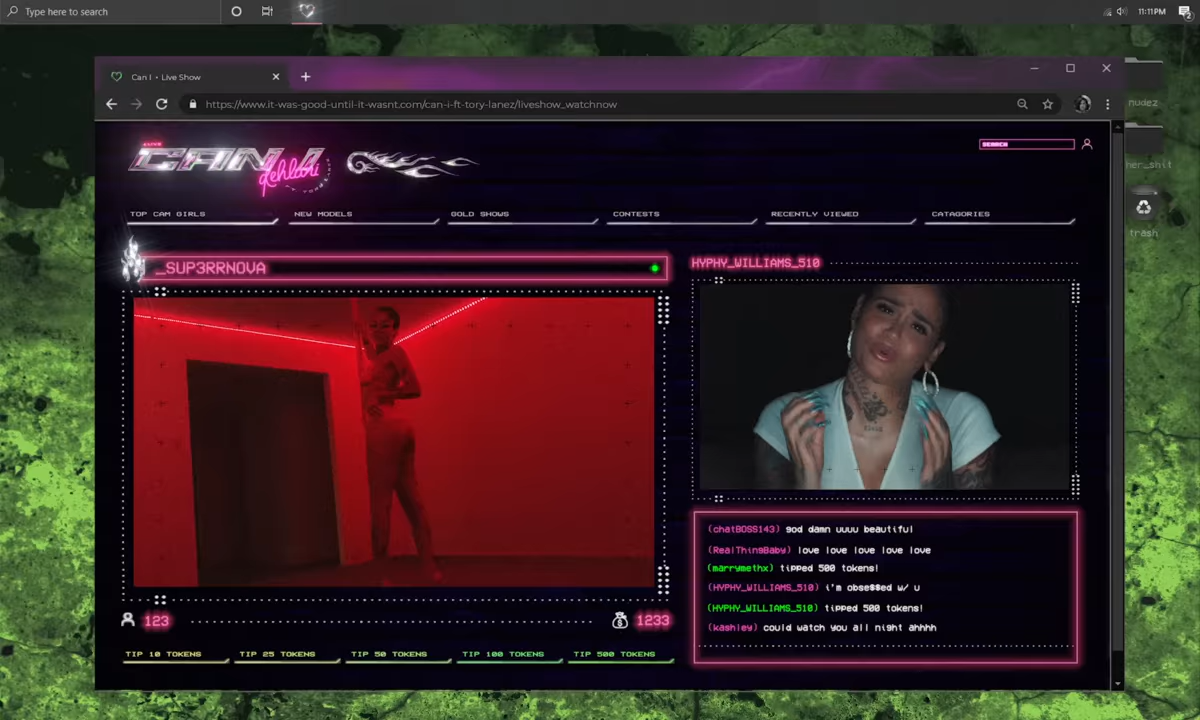 Type here to search
11:11PM
2
Can I • Live Show
https://www.it-was-good-until-it-wasnt.com/can-i-ft-tory-lanez/liveshow_watchnow
nudez
LIVE
CAN I
Kehlani
SEARCH
her_shit
TOP CAM GIRLS
NEW MODELS
GOLD SHOWS
CONTESTS
RECENTLY VIEWED
CATAGORIES
trash
_SUP3RRNOVA
HYPHY_WILLIAMS_510
(chatBOSS143) god damn uuuu beautiful
(RealThingBaby) love love love love love
(marrymethx) tipped 500 tokens!
(HYPHY_WILLIAMS_510) i'm obse$$ed w/ u
(HYPHY_WILLIAMS_510) tipped 500 tokens!
(kashley) could watch you all night ahhhh
123
1233
TIP 10 TOKENS
TIP 25 TOKENS
TIP 50 TOKENS
TIP 100 TOKENS
TIP 500 TOKENS